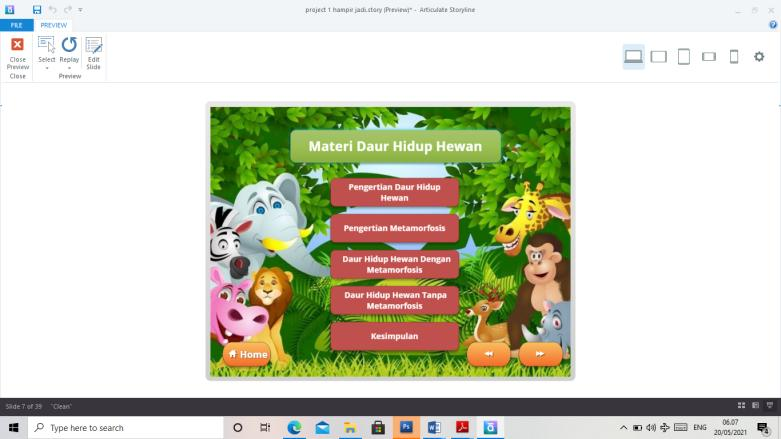 project 1 hampir jadi.story (Preview)* - Articulate Storyline
FILE PREVIEW
Close Preview
Select
Replay
Edit Slide
Close
Preview
Materi Daur Hidup Hewan
Pengertian Daur Hidup
Hewan
Pengertian Metamorfosis
Daur Hidup Hewan Dengan
Metamorfosis
Daur Hidup Hewan Tanpa
Metamorfosis
Kesimpulan
Home
Slide 7 of 39 "Clean"
Type here to search
Ps
ENG
06.07
20/05/2021
4